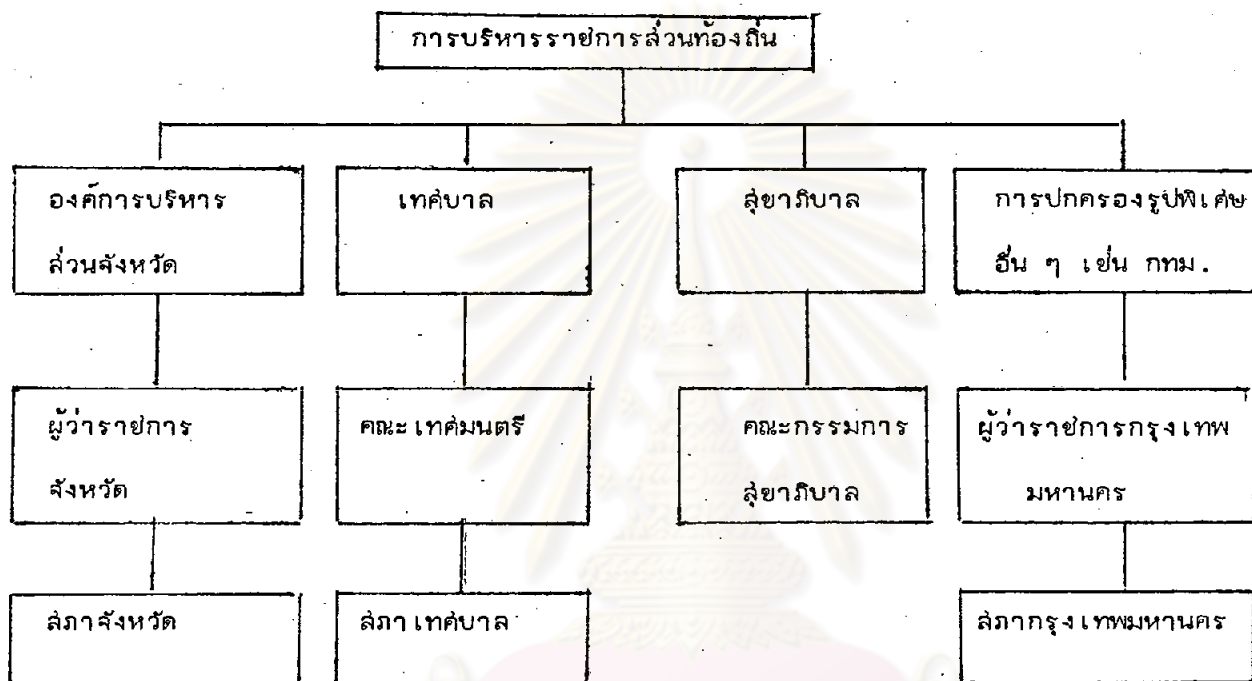 การบริหารราชการส่วนท้องถิ่น
องค์การบริหาร
ส่วนจังหวัด
เทศบาล
สุขาภิบาล
การปกครองรูปพิเศษ
อื่น ๆ เช่น กทม.
ผู้ว่าราชการ
จังหวัด
คณะเทศมนตรี
คณะกรรมการ
สุขาภิบาล
ผู้ว่าราชการกรุงเทพ
มหานคร
สภาจังหวัด
สภาเทศบาล
สภากรุงเทพมหานคร